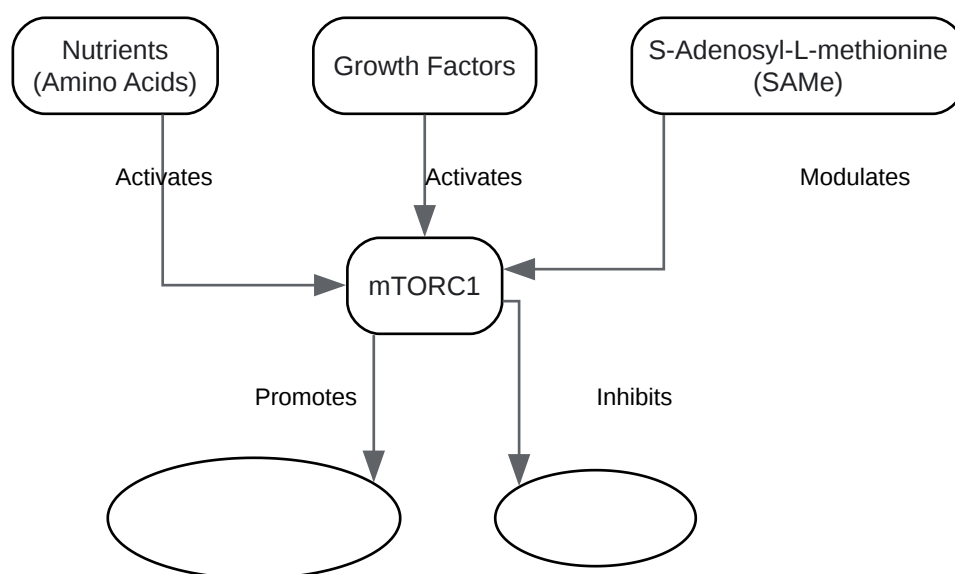 Nutrients
(Amino Acids)
Growth Factors
S-Adenosyl-L-methionine
(SAMe)
Activates
Activates
Modulates
mTORC1
Promotes
Inhibits